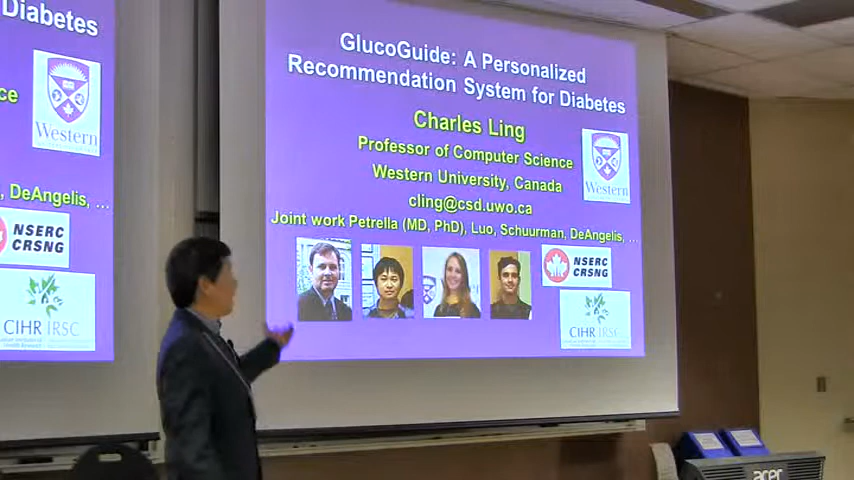 Diabetes
ce
Western
, DeAngelis, ...
NSERC
CRSNG
CIHR IRSC
GlucoGuide: A Personalized
Recommendation System for Diabetes
Charles Ling
Professor of Computer Science
Western University, Canada
cling@csd.uwo.ca
Western
Joint work Petrella (MD, PhD), Luo, Schuurman, DeAngelis, ...
NSERC
CRSNG
CIHR IRSC
acer